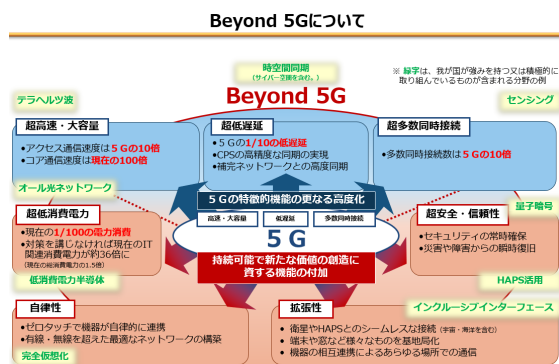 Beyond 5Gについて
時空間同期
(サイバー空間を含む。)
※ 緑字は、我が国が強みを持つ又は積極的に
取り組んでいるものが含まれる分野の例
テラヘルツ波
Beyond 5G
センシング
超高速・大容量
•アクセス通信速度は５Gの10倍
•コア通信速度は現在の100倍
超低遅延
•５Gの1/10の低遅延
•CPSの高精度な同期の実現
•補完ネットワークとの高度同期
超多数同時接続
•多数同時接続数は５Gの10倍
オール光ネットワーク
５Gの特徴的機能の更なる高度化
量子暗号
超低消費電力
•現在の1/100の電力消費
•対策を講じなければ現在のIT
関連消費電力が約36倍に
(現在の総消費電力の1.5倍)
高速・大容量
低遅延
多数同時接続
５G
持続可能で新たな価値の創造に
資する機能の付加
超安全・信頼性
•セキュリティの常時確保
•災害や障害からの瞬時復旧
低消費電力半導体
HAPS活用
自律性
•ゼロタッチで機器が自律的に連携
•有線・無線を超えた最適なネットワークの構築
完全仮想化
拡張性
インクルーシブインターフェース
•衛星やHAPSとのシームレスな接続(宇宙・海洋を含む)
•端末や窓など様々なものを基地局化
•機器の相互連携によるあらゆる場所での通信